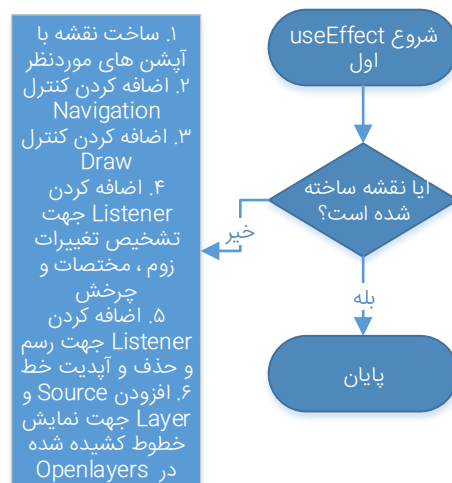 شروع useEffect
اول
آیا نقشه ساخته
شده است؟
خیر
بله
پایان
۱. ساخت نقشه با
آپشن های موردنظر
۲. اضافه کردن کنترل
Navigation
۳. اضافه کردن کنترل
Draw
۴. اضافه کردن
Listener جهت
تشخیص تغییرات
زوم ، مختصات و
چرخش
۵. اضافه کردن
Listener جهت رسم
و حذف و آپدیت خط
۶. افزودن Source و
Layer جهت نمایش
خطوط کشیده شده
در Openlayers